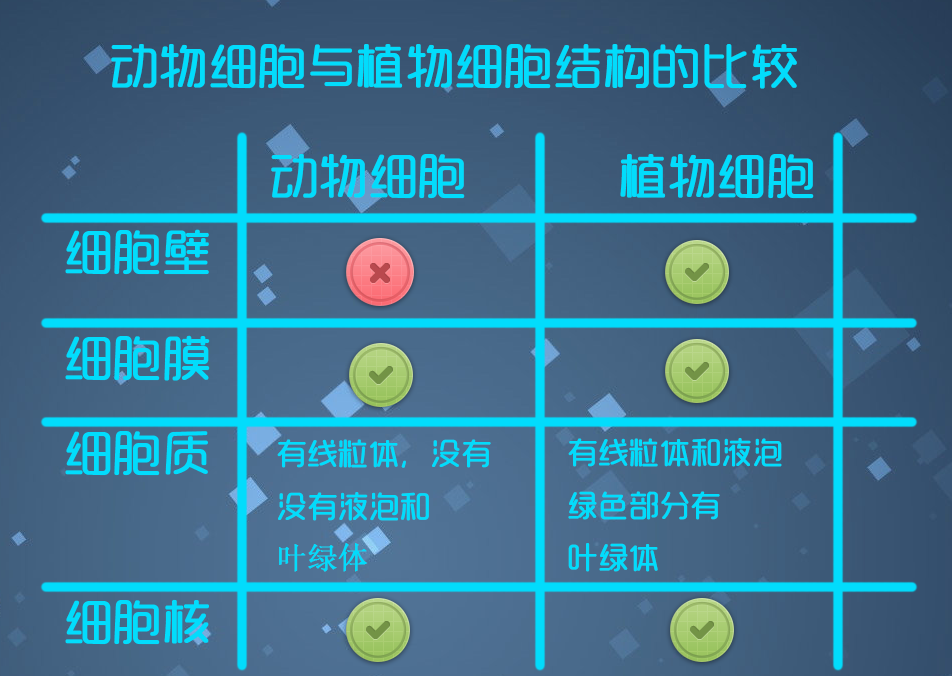 动物细胞与植物细胞结构的比较
动物细胞 植物细胞
细胞壁
细胞膜
细胞质
有线粒体，没有
没有液泡和
叶绿体
有线粒体和液泡
绿色部分有
叶绿体
细胞核